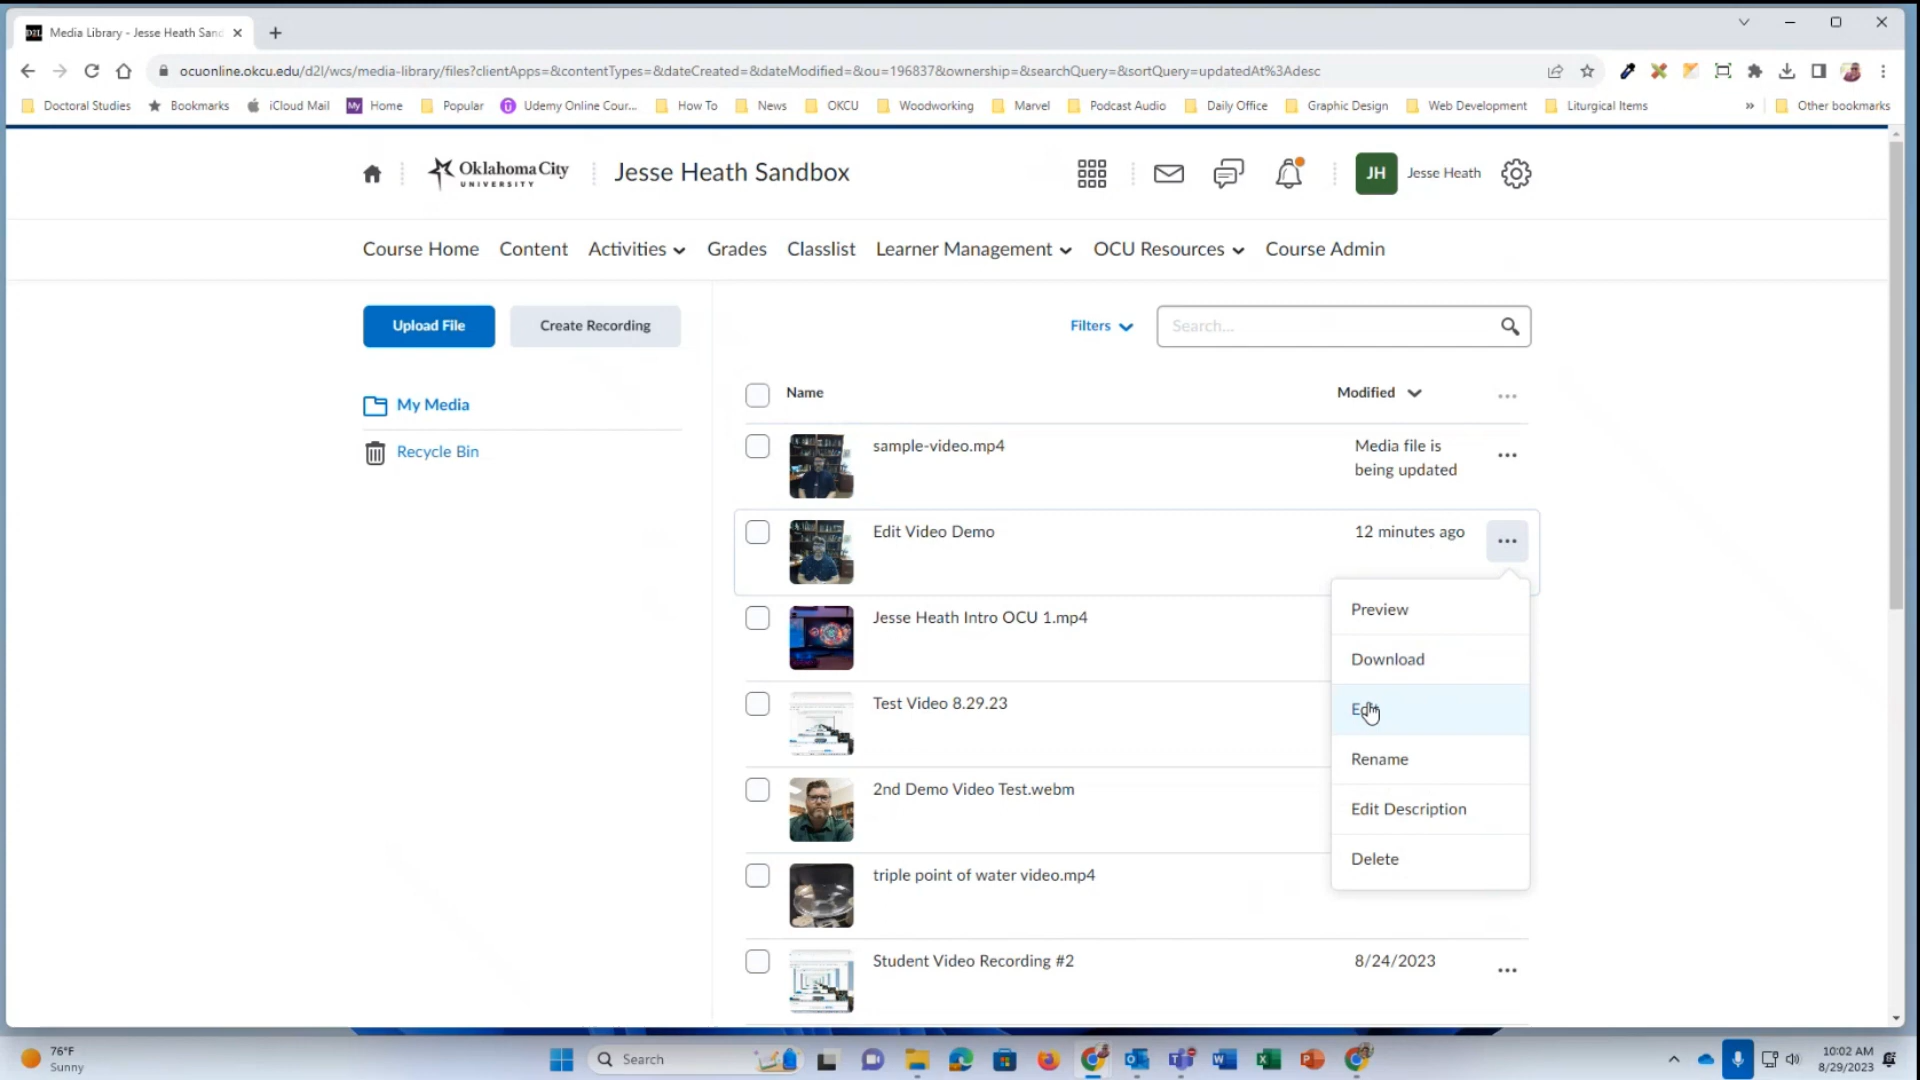 D2L Media Library - Jesse Heath Sand
ocuonline.okcu.edu/d2l/wcs/media-library/files?clientApps=&contentTypes=&dateCreated=&dateModified=&ou=196837&ownership=&searchQuery=&sortQuery=updatedAt%3Adesc
Doctoral Studies Bookmarks iCloud Mail My Home Popular Udemy Online Cour... How To News OKCU Woodworking Marvel Podcast Audio Daily Office Graphic Design Web Development Liturgical Items » Other bookmarks
Oklahoma City
UNIVERSITY
Jesse Heath Sandbox
JH Jesse Heath
Course Home Content Activities Grades Classlist Learner Management OCU Resources Course Admin
Upload File Create Recording
Filters Search...
My Media
Recycle Bin
Name Modified
sample-video.mp4 Media file is
being updated
Edit Video Demo 12 minutes ago
Jesse Heath Intro OCU 1.mp4
Test Video 8.29.23
2nd Demo Video Test.webm
triple point of water video.mp4
Student Video Recording #2 8/24/2023
Preview
Download
Edit
Rename
Edit Description
Delete
76°F
Sunny
Search
10:02 AM
8/29/2023